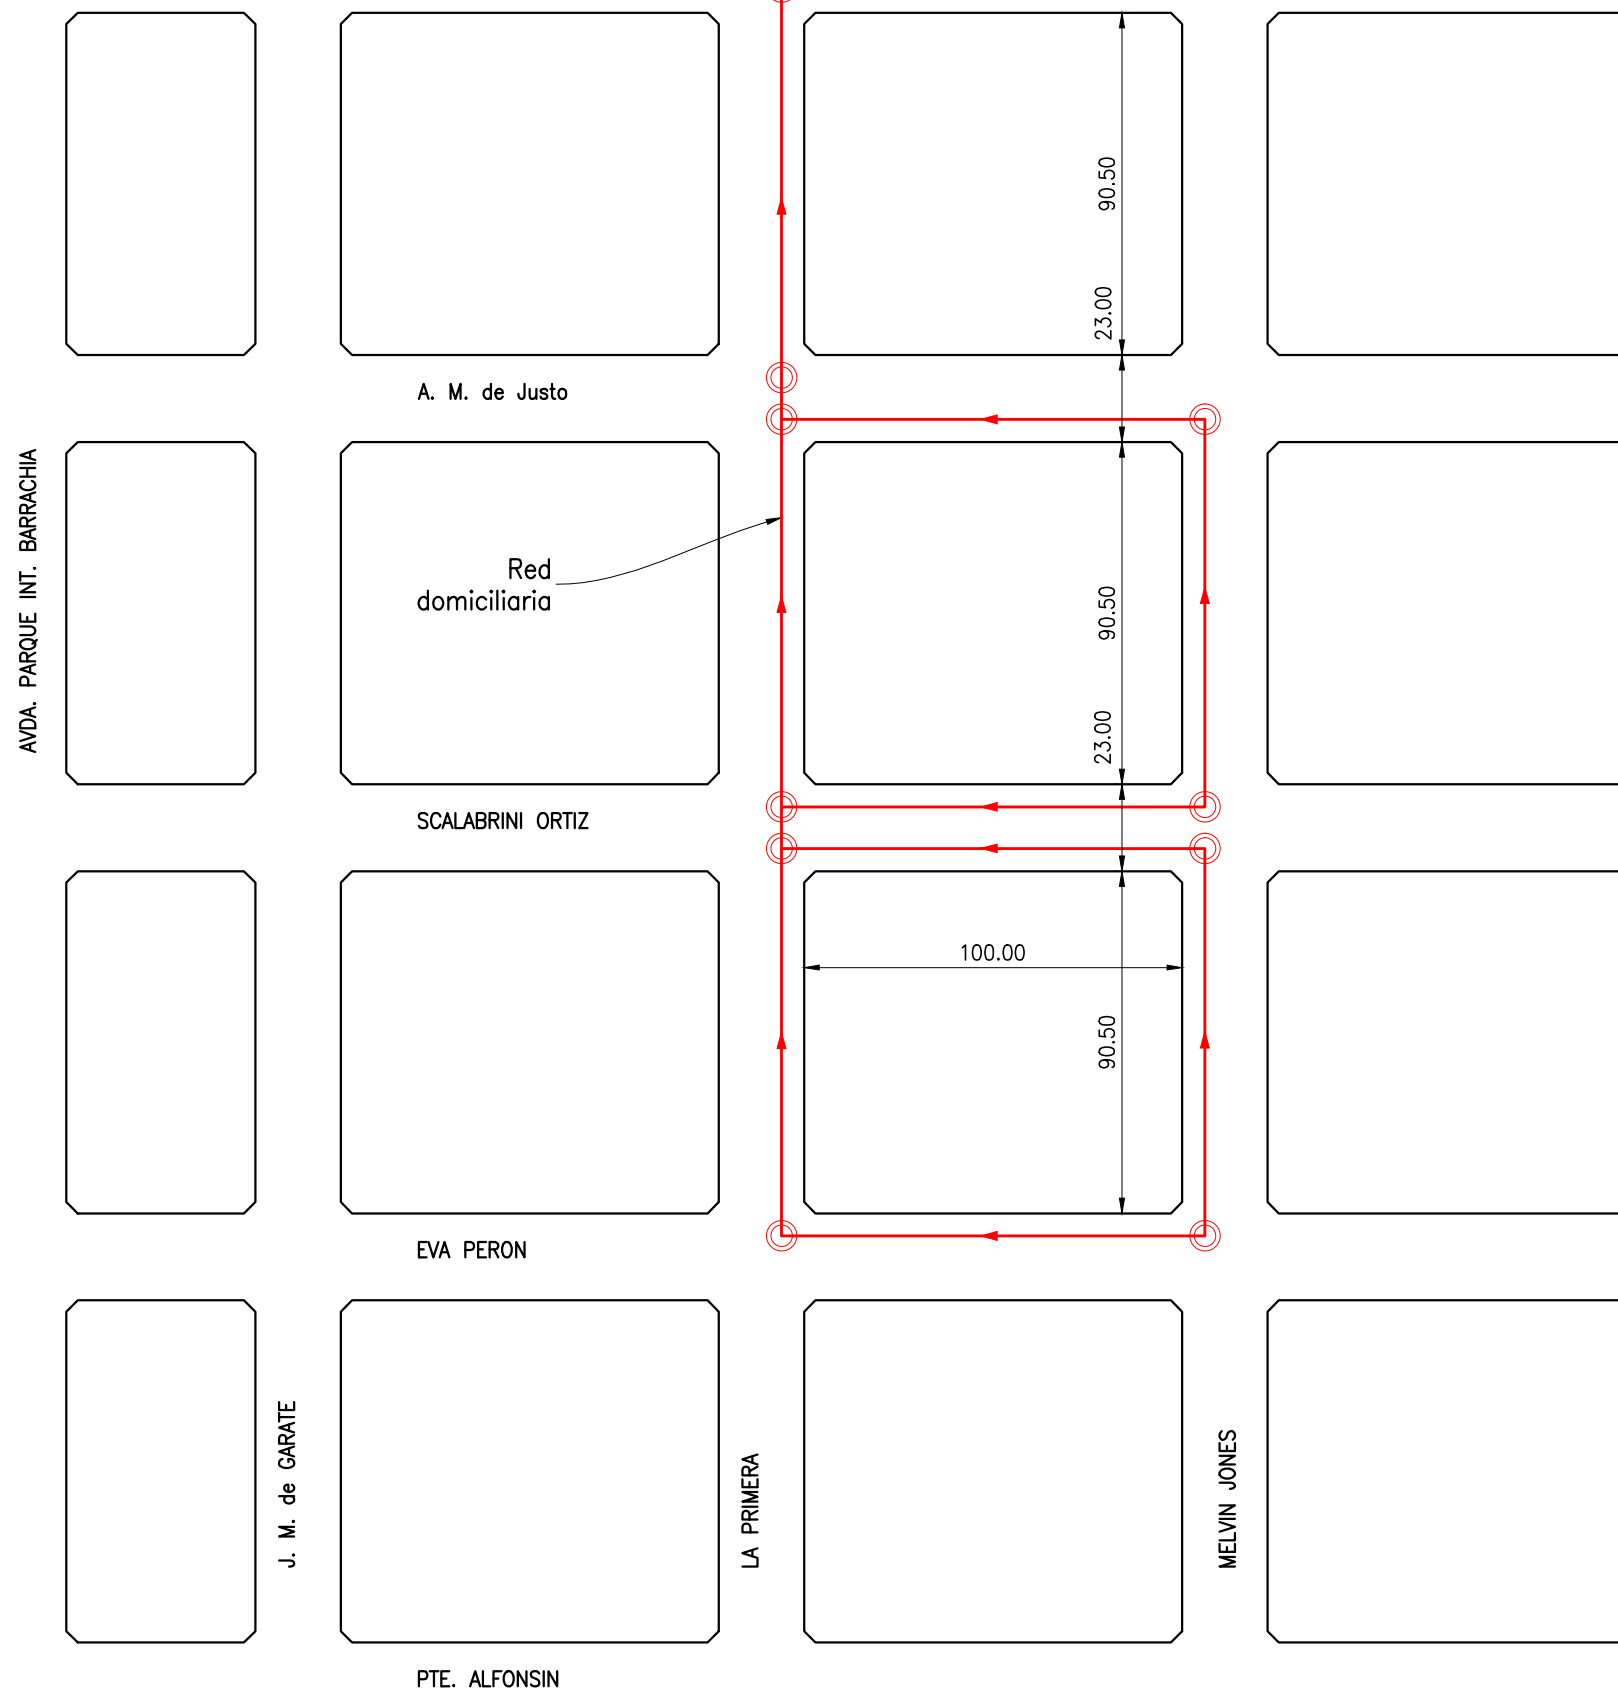 90.50
23.00
A. M. de Justo
AVDA. PARQUE INT. BARRACHIA
Red
domiciliaria
90.50
23.00
SCALABRINI ORTIZ
100.00
90.50
EVA PERON
J. M. de GARATE
LA PRIMERA
MELVIN JONES
PTE. ALFONSIN